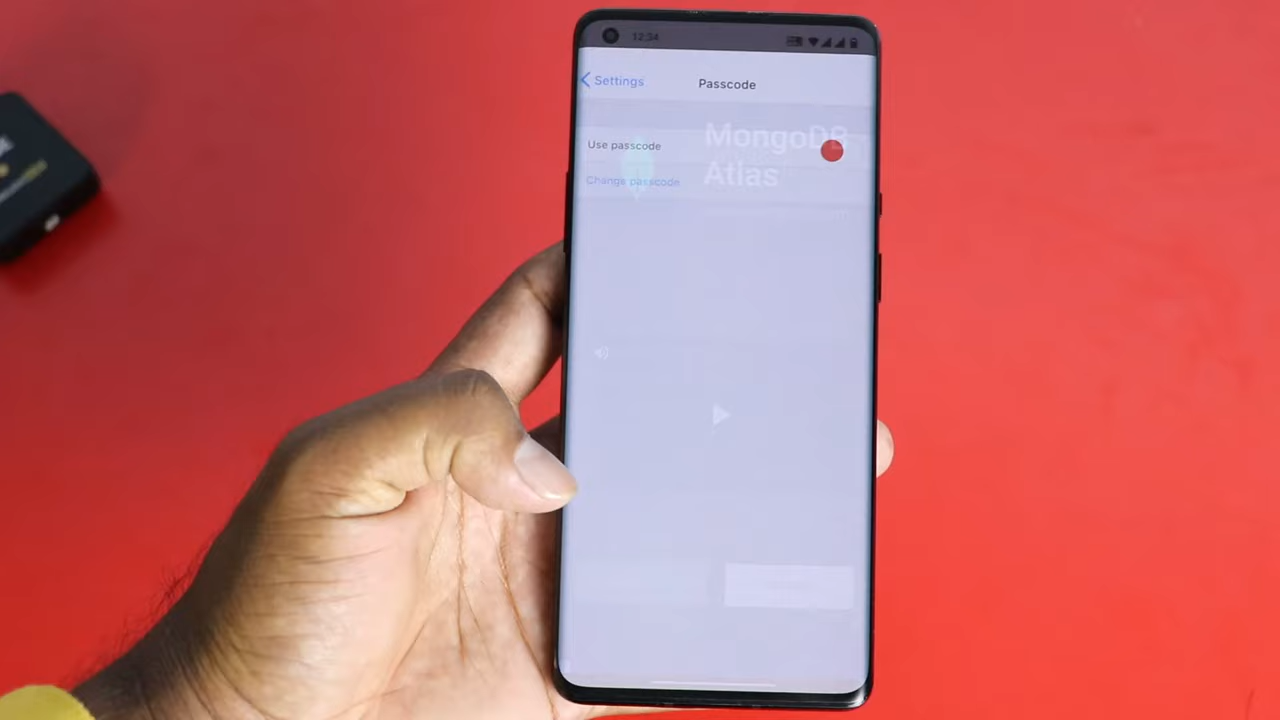 12:34
Settings
Passcode
MongoDB
Use passcode
Atlas
Change passcode